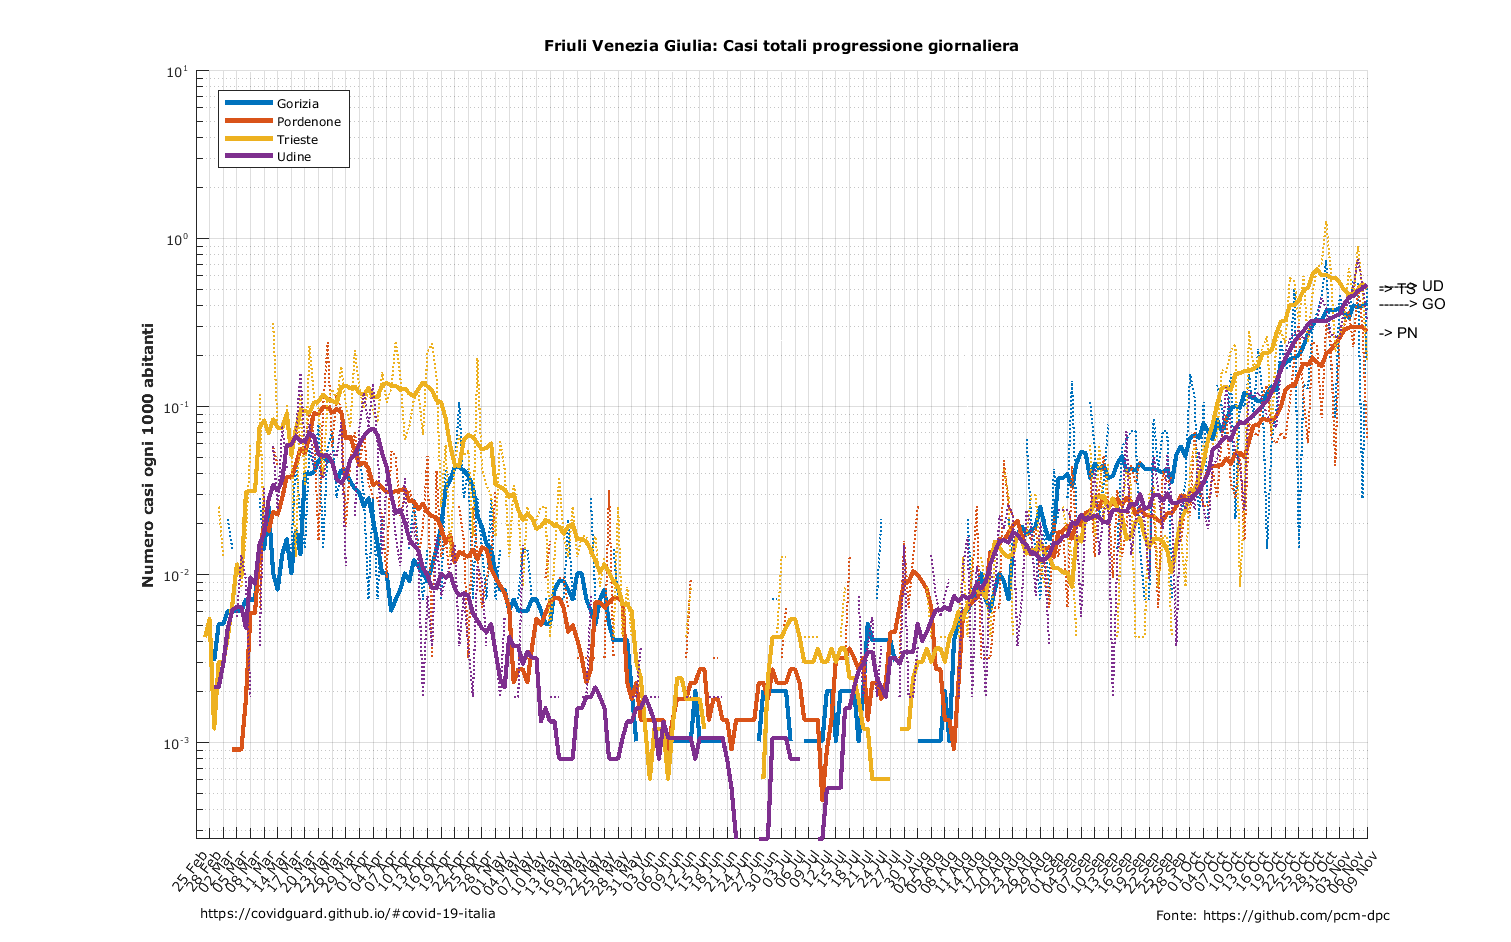 Friuli Venezia Giulia: Casi totali progressione giornaliera
10^1
10^0
10^-1
10^-2
10^-3
Numero casi ogni 1000 abitanti
Gorizia
Pordenone
Trieste
Udine
-> TS
-----> UD
------> GO
-> PN
25 Feb
28 Feb
02 Mar
05 Mar
08 Mar
11 Mar
14 Mar
17 Mar
20 Mar
23 Mar
26 Mar
29 Mar
01 Apr
04 Apr
07 Apr
10 Apr
13 Apr
16 Apr
19 Apr
22 Apr
25 Apr
28 Apr
01 May
04 May
07 May
10 May
13 May
16 May
19 May
22 May
25 May
28 May
31 May
03 Jun
06 Jun
09 Jun
12 Jun
15 Jun
18 Jun
21 Jun
24 Jun
27 Jun
30 Jun
03 Jul
06 Jul
09 Jul
12 Jul
15 Jul
18 Jul
21 Jul
24 Jul
27 Jul
30 Jul
02 Aug
05 Aug
08 Aug
11 Aug
14 Aug
17 Aug
20 Aug
23 Aug
26 Aug
29 Aug
01 Sep
04 Sep
07 Sep
10 Sep
13 Sep
16 Sep
19 Sep
22 Sep
25 Sep
28 Sep
01 Oct
04 Oct
07 Oct
10 Oct
13 Oct
16 Oct
19 Oct
22 Oct
25 Oct
28 Oct
31 Oct
03 Nov
06 Nov
09 Nov
https://covidguard.github.io/#covid-19-italia
Fonte: https://github.com/pcm-dpc